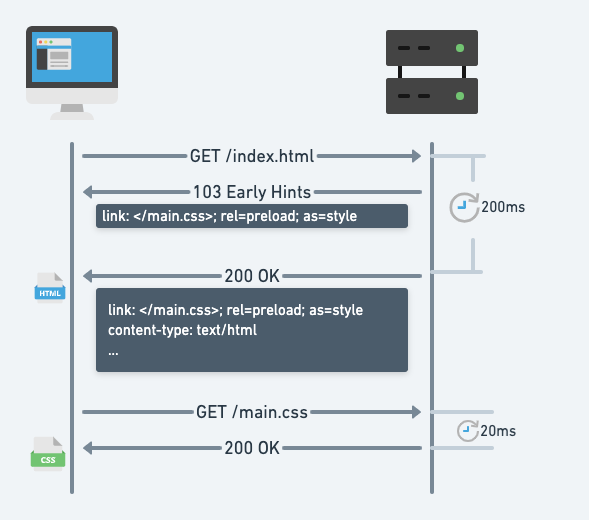 GET /index.html
103 Early Hints
link: </main.css>; rel=preload; as=style
200ms
200 OK
HTML
link: </main.css>; rel=preload; as=style
content-type: text/html
...
GET /main.css
20ms
200 OK
CSS